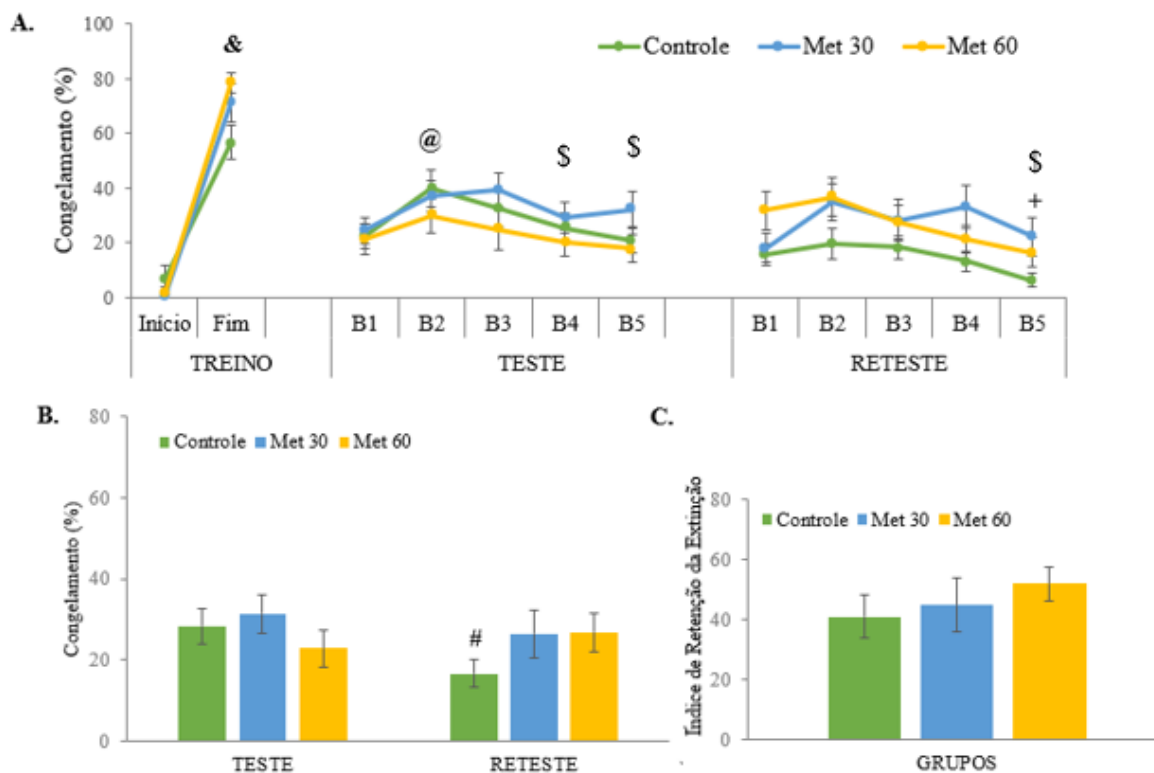 A.
100
80
60
40
20
0
Congelamento (%)
Controle Met 30 Met 60
&
@
$
$
$
+
Início Fim B1 B2 B3 B4 B5 B1 B2 B3 B4 B5
TREINO TESTE RETESTE
B.
80
60
40
20
0
Congelamento (%)
Controle Met 30 Met 60
#
TESTE RETESTE
C.
80
60
40
20
0
Índice de Retenção da Extinção
Controle Met 30 Met 60
GRUPOS